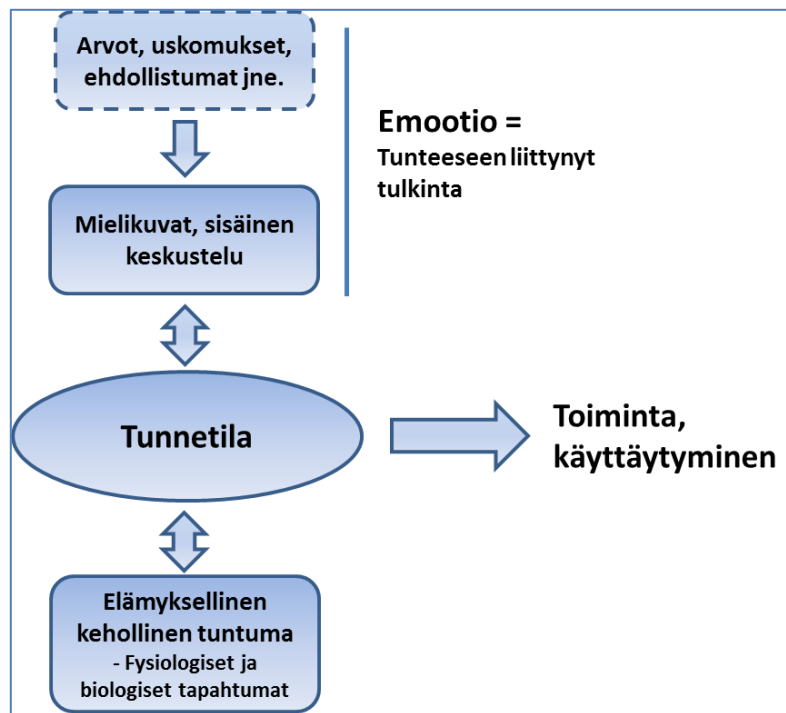 Arvot, uskomukset,
ehdollistumat jne.
Emootio =
Tunteeseen liittynyt
tulkinta
Mielikuvat, sisäinen
keskustelu
Tunnetila
Toiminta,
käyttäytyminen
Elämyksellinen
kehollinen tuntuma
- Fysiologiset ja
biologiset tapahtumat